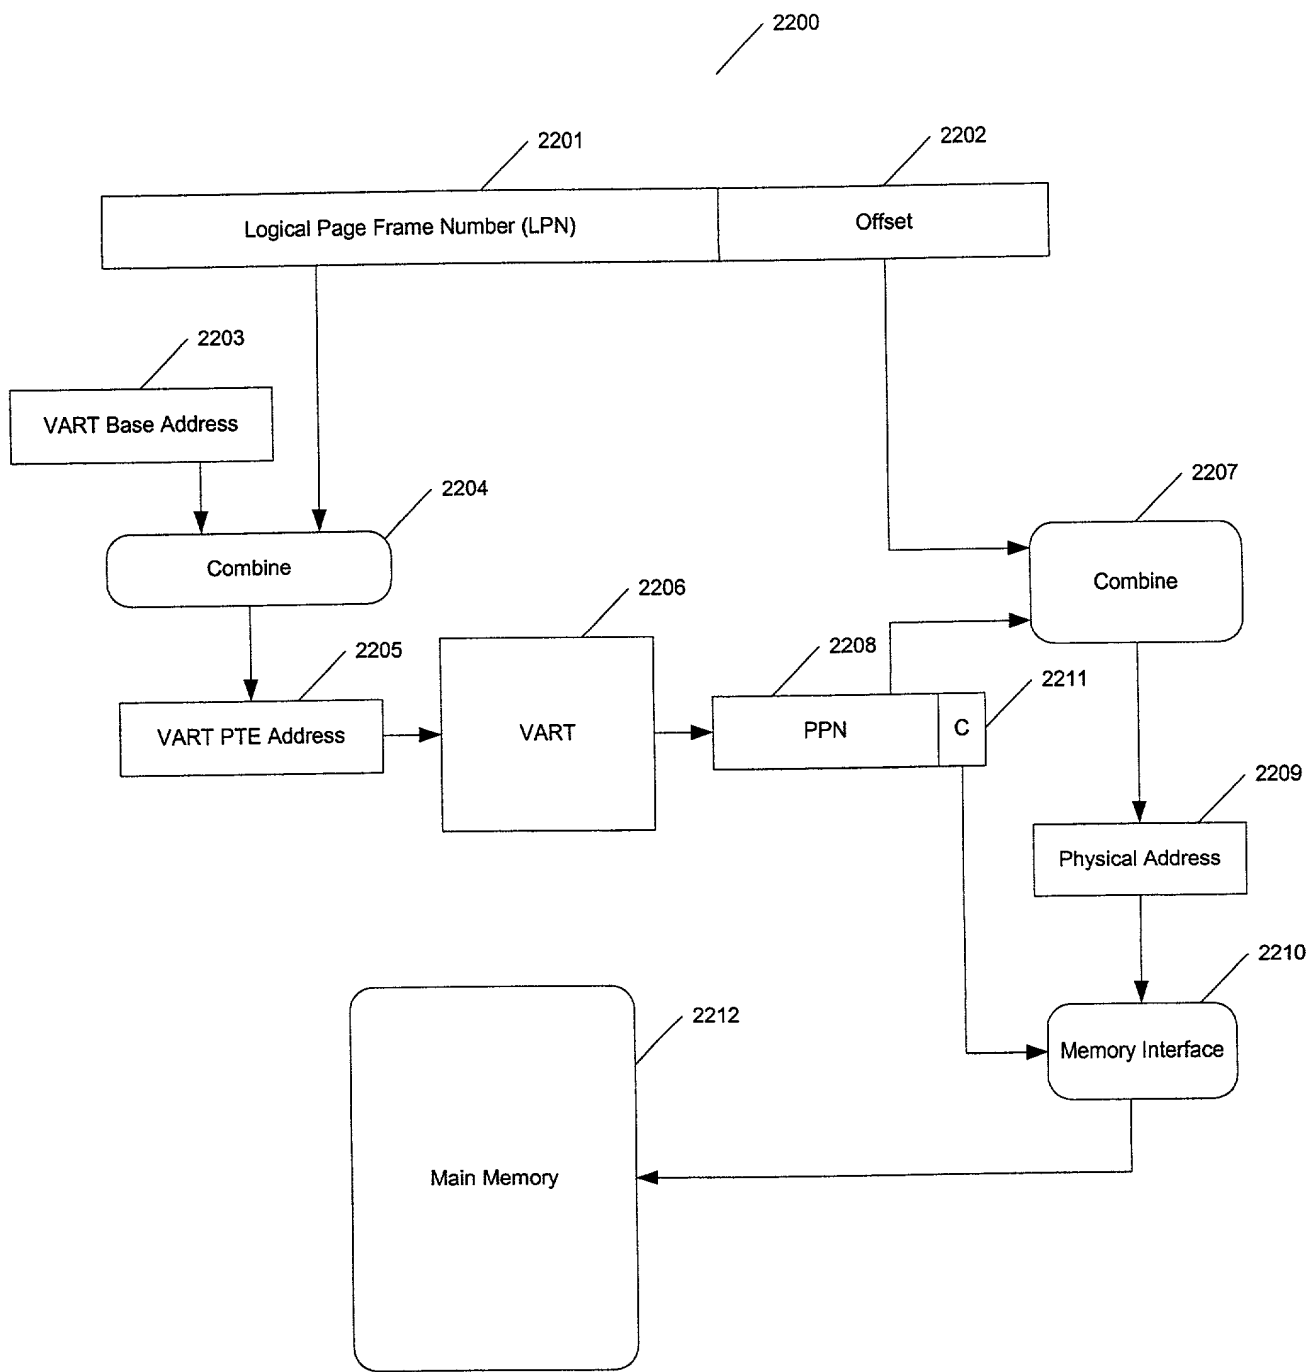 2200
2201
2202
Logical Page Frame Number (LPN)
Offset
2203
VART Base Address
2204
2207
Combine
Combine
2206
2205
2208
2211
VART PTE Address
VART
PPN
C
2209
Physical Address
2210
2212
Memory Interface
Main Memory